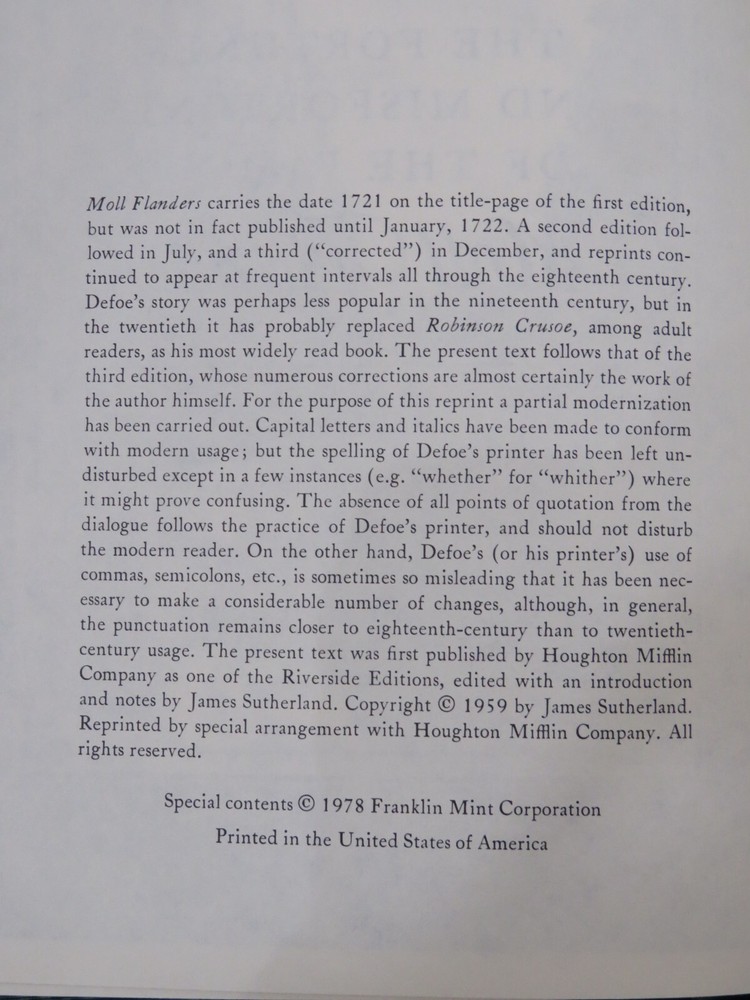 Moll Flanders carries the date 1721 on the title-page of the first edition,
but was not in fact published until January, 1722. A second edition fol-
lowed in July, and a third (“corrected”) in December, and reprints con-
tinued to appear at frequent intervals all through the eighteenth century.
Defoe’s story was perhaps less popular in the nineteenth century, but in
the twentieth it has probably replaced Robinson Crusoe, among adult
readers, as his most widely read book. The present text follows that of the
third edition, whose numerous corrections are almost certainly the work of
the author himself. For the purpose of this reprint a partial modernization
has been carried out. Capital letters and italics have been made to conform
with modern usage; but the spelling of Defoe’s printer has been left un-
disturbed except in a few instances (e.g. “whether” for “whither”) where
it might prove confusing. The absence of all points of quotation from the
dialogue follows the practice of Defoe’s printer, and should not disturb
the modern reader. On the other hand, Defoe’s (or his printer’s) use of
commas, semicolons, etc., is sometimes so misleading that it has been nec-
essary to make a considerable number of changes, although, in general,
the punctuation remains closer to eighteenth-century than to twentieth-
century usage. The present text was first published by Houghton Mifflin
Company as one of the Riverside Editions, edited with an introduction
and notes by James Sutherland. Copyright © 1959 by James Sutherland.
Reprinted by special arrangement with Houghton Mifflin Company. All
rights reserved.
Special contents © 1978 Franklin Mint Corporation
Printed in the United States of America